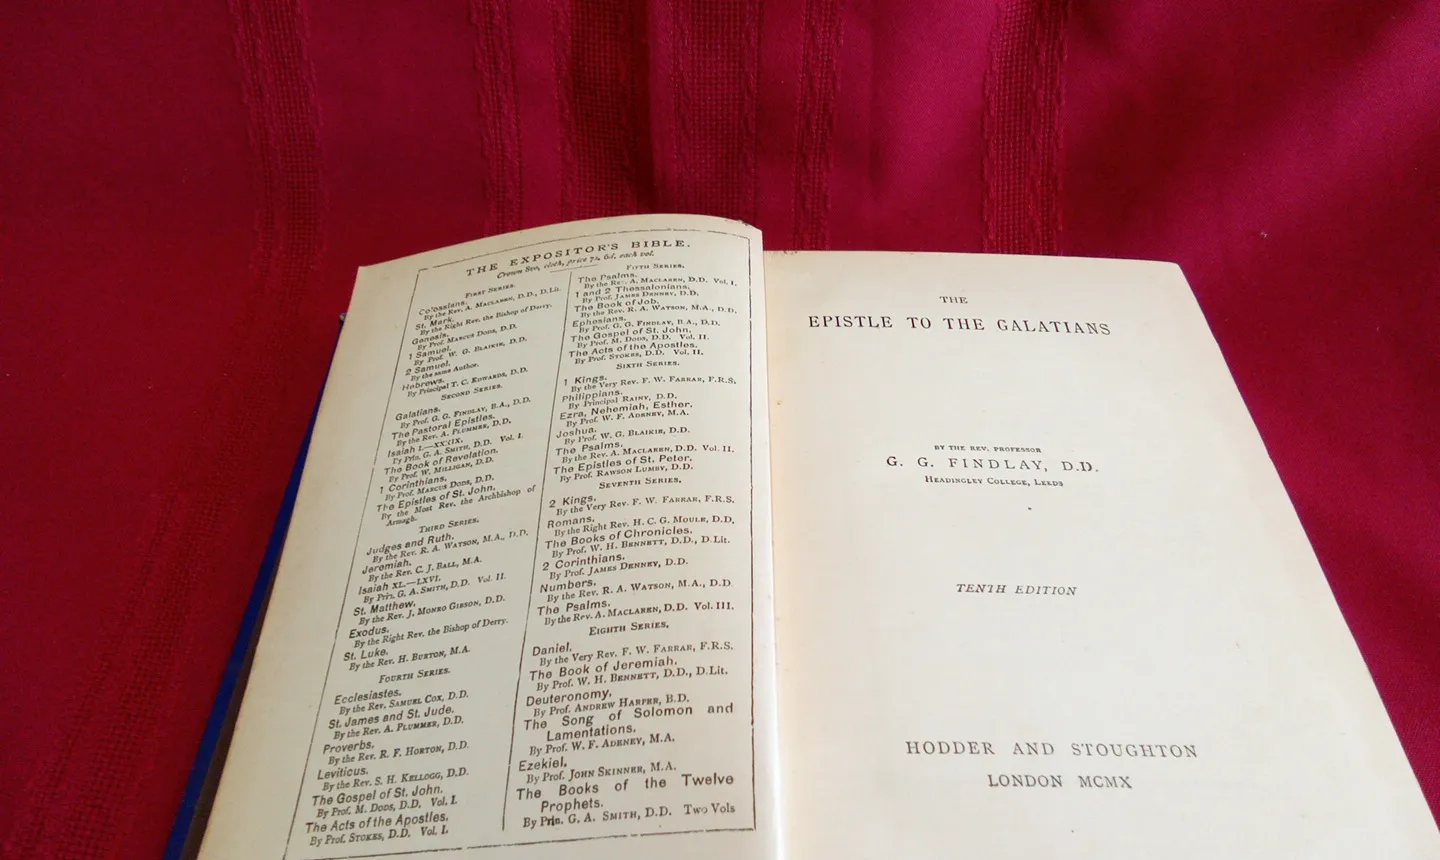 THE EXPOSITOR'S BIBLE.
Crown 8vo, cloth, price 7s. 6d. each vol.
FIRST SERIES.
Colossians.
By the Rev. A. MACLAREN, D.D., D.Lit.
St. Mark.
By the Right Rev. the Bishop of Derry.
Genesis.
By Prof. MARCUS DODS, D.D.
1 Samuel.
By Prof. W. G. BLAIKIE, D.D.
2 Samuel.
By the same Author.
Hebrews.
By Principal T. C. EDWARDS, D.D.
SECOND SERIES.
Galatians.
By Prof. G. G. FINDLAY, B.A., D.D.
The Pastoral Epistles.
By the Rev. A. PLUMMER, D.D.
Isaiah I.—XXXIX.
By Prin. G. A. SMITH, D.D. Vol. I.
The Book of Revelation.
By Prof. W. MILLIGAN, D.D.
1 Corinthians.
By Prof. MARCUS DODS, D.D.
The Epistles of St. John.
By the Most Rev. the Archbishop of
Armagh.
THIRD SERIES.
Judges and Ruth.
By the Rev. R. A. WATSON, M.A., D.D.
Jeremiah.
By the Rev. C. J. BALL, M.A.
Isaiah XL.—LXVI.
By Prin. G. A. SMITH, D.D. Vol. II.
St. Matthew.
By the Rev. J. MONRO GIBSON, D.D.
Exodus.
By the Right Rev. the Bishop of Derry.
St. Luke.
By the Rev. H. BURTON, M.A.
FOURTH SERIES.
Ecclesiastes.
By the Rev. SAMUEL COX, D.D.
St. James and St. Jude.
By the Rev. A. PLUMMER, D.D.
Proverbs.
By the Rev. R. F. HORTON, D.D.
Leviticus.
By the Rev. S. H. KELLOGG, D.D.
The Gospel of St. John.
By Prof. M. DODS, D.D. Vol. I.
The Acts of the Apostles.
By Prof. STOKES, D.D. Vol. I.
FIFTH SERIES.
The Psalms.
By the Rev. A. MACLAREN, D.D. Vol. I.
1 and 2 Thessalonians.
By Prof. JAMES DENNEY, D.D.
The Book of Job.
By the Rev. R. A. WATSON, M.A., D.D.
Ephesians.
By Prof. G. G. FINDLAY, B.A., D.D.
The Gospel of St. John.
By Prof. M. DODS, D.D. Vol. II.
The Acts of the Apostles.
By Prof. STOKES, D.D. Vol. II.
SIXTH SERIES.
1 Kings.
By the Very Rev. F. W. FARRAR, F.R.S.
Philippians.
By Principal RAINY, D.D.
Ezra, Nehemiah, Esther.
By Prof. W. F. ADENEY, M.A.
Joshua.
By Prof. W. G. BLAIKIE, D.D.
The Psalms.
By the Rev. A. MACLAREN, D.D. Vol. II.
The Epistles of St. Peter.
By Prof. RAWSON LUMBY, D.D.
SEVENTH SERIES.
2 Kings.
By the Very Rev. F. W. FARRAR, F.R.S.
Romans.
By the Right Rev. H. C. G. MOULE, D.D.
The Books of Chronicles.
By Prof. W. H. BENNETT, D.D., D.Lit.
2 Corinthians.
By Prof. JAMES DENNEY, D.D.
Numbers.
By the Rev. R. A. WATSON, M.A., D.D.
The Psalms.
By the Rev. A. MACLAREN, D.D. Vol. III.
EIGHTH SERIES.
Daniel.
By the Very Rev. F. W. FARRAR, F.R.S.
The Book of Jeremiah.
By Prof. W. H. BENNETT, D.D., D.Lit.
Deuteronomy.
By Prof. ANDREW HARPER, B.D.
The Song of Solomon and
Lamentations.
By Prof. W. F. ADENEY, M.A.
Ezekiel.
By Prof. JOHN SKINNER, M.A.
The Books of the Twelve
Prophets.
By Prin. G. A. SMITH, D.D. Two Vols
THE
EPISTLE TO THE GALATIANS
BY THE REV. PROFESSOR
G. G. FINDLAY, D.D.
HEADINGLEY COLLEGE, LEEDS
TENTH EDITION
HODDER AND STOUGHTON
LONDON MCMX